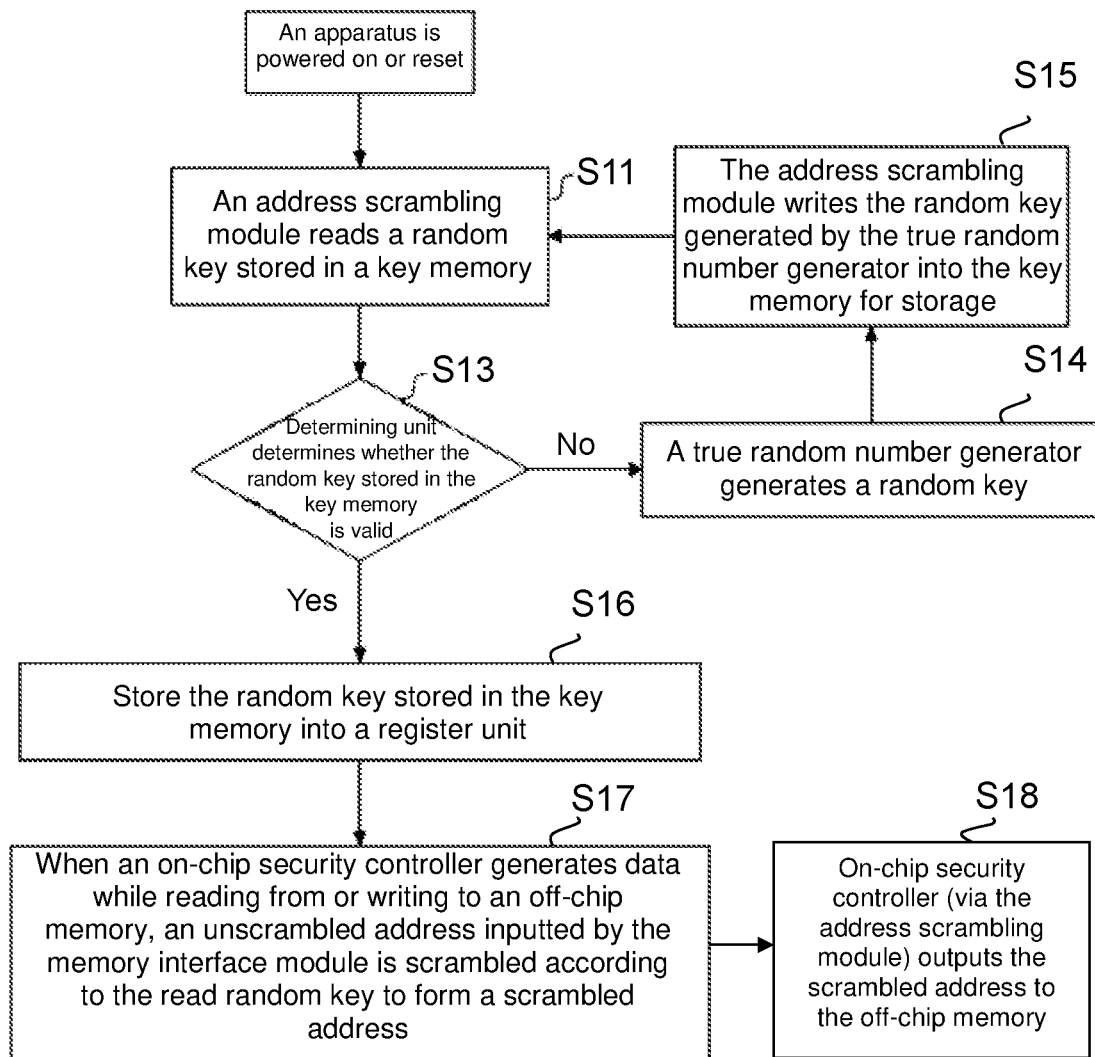 An apparatus is
powered on or reset
S15
S11
An address scrambling
module reads a random
key stored in a key memory
The address scrambling
module writes the random key
generated by the true random
number generator into the key
memory for storage
S13
S14
Determining unit
determines whether the
random key stored in the
key memory
is valid
No
A true random number generator
generates a random key
Yes
S16
Store the random key stored in the key
memory into a register unit
S17
S18
When an on-chip security controller generates data
while reading from or writing to an off-chip
memory, an unscrambled address inputted by the
memory interface module is scrambled according
to the read random key to form a scrambled
address
On-chip security
controller (via the
address scrambling
module) outputs the
scrambled address to
the off-chip memory